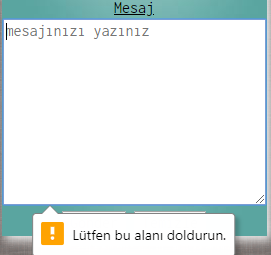 Mesaj
mesajınızı yazınız
Lütfen bu alanı doldurun.